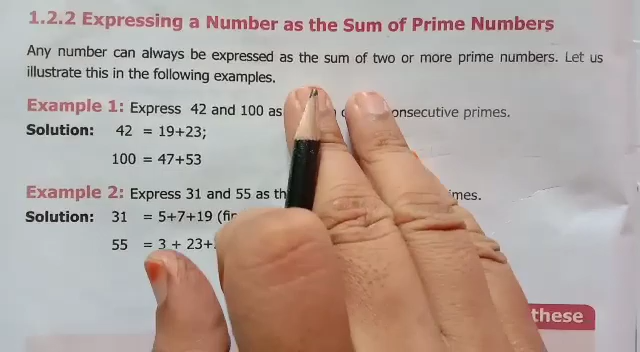 1.2.2 Expressing a Number as the Sum of Prime Numbers
Any number can always be expressed as the sum of two or more prime numbers. Let us
illustrate this in the following examples.
Example 1: Express 42 and 100 as consecutive primes.
Solution: 42 = 19+23;
100 = 47+53
Example 2: Express 31 and 55 as
Solution: 31 = 5+7+19
55 = 3 + 23+
these